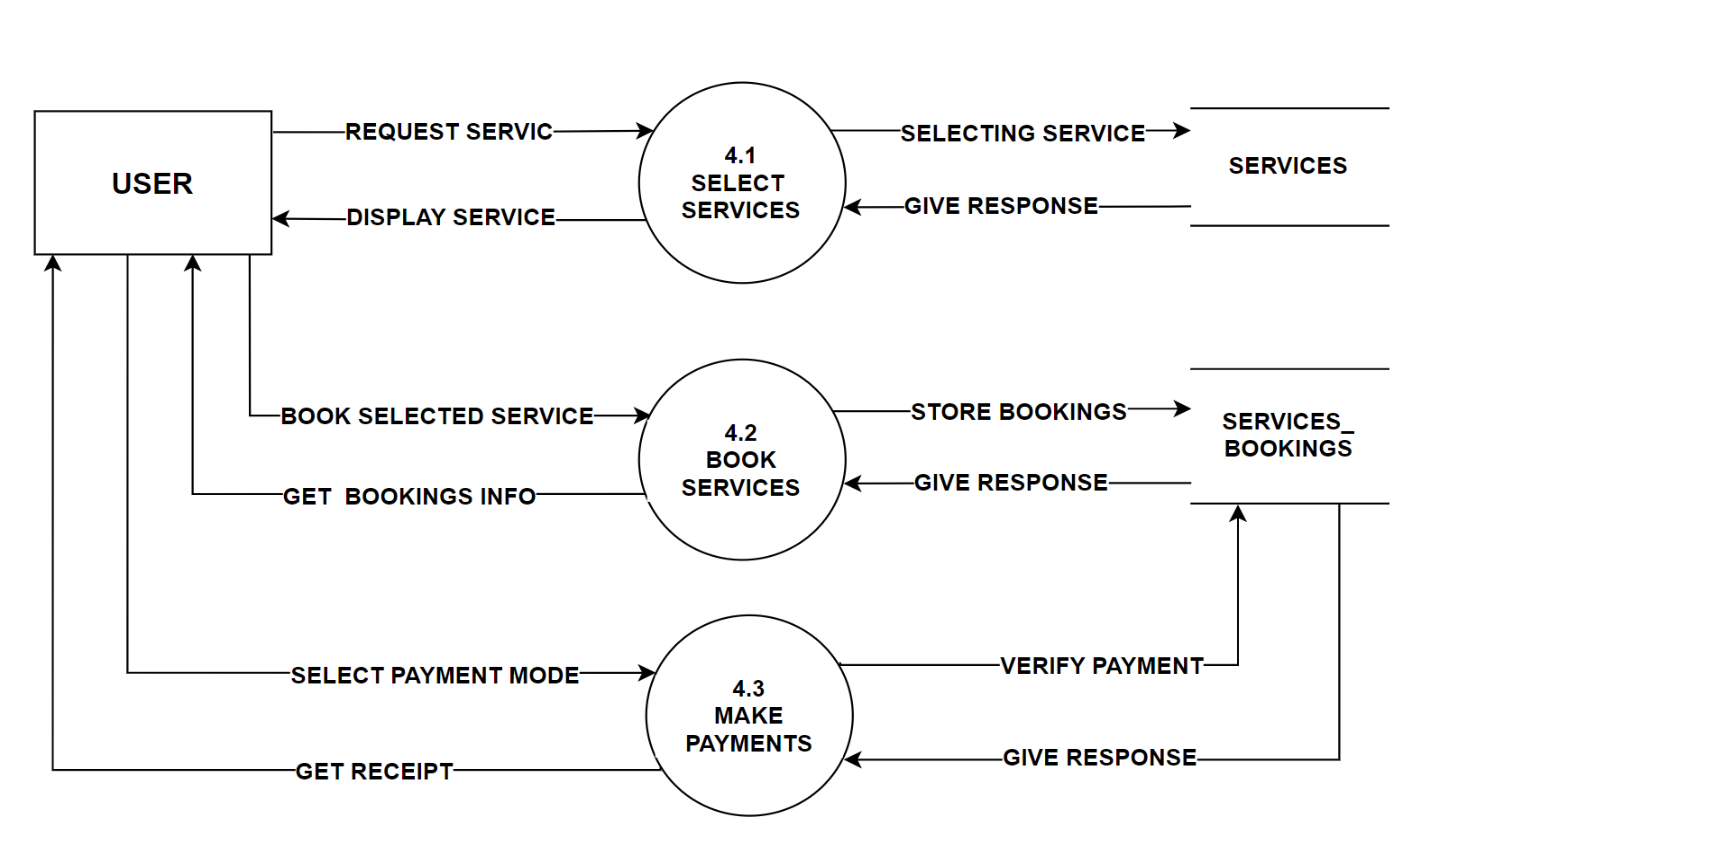 REQUEST SERVIC
SELECTING SERVICE
USER
4.1
SELECT
SERVICES
SERVICES
DISPLAY SERVICE
GIVE RESPONSE
BOOK SELECTED SERVICE
4.2
BOOK
SERVICES
STORE BOOKINGS
SERVICES_
BOOKINGS
GET BOOKINGS INFO
GIVE RESPONSE
SELECT PAYMENT MODE
4.3
MAKE
PAYMENTS
VERIFY PAYMENT
GET RECEIPT
GIVE RESPONSE